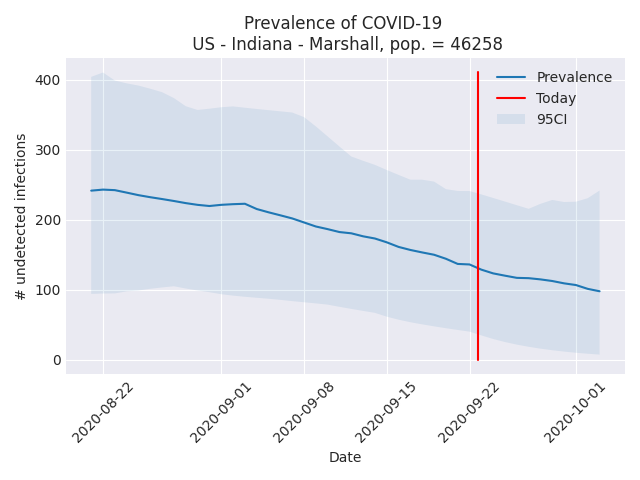 Prevalence of COVID-19
US - Indiana - Marshall, pop. = 46258
# undetected infections
400
300
200
100
0
Prevalence
Today
95CI
2020-08-22
2020-09-01
2020-09-08
2020-09-15
2020-09-22
2020-10-01
Date